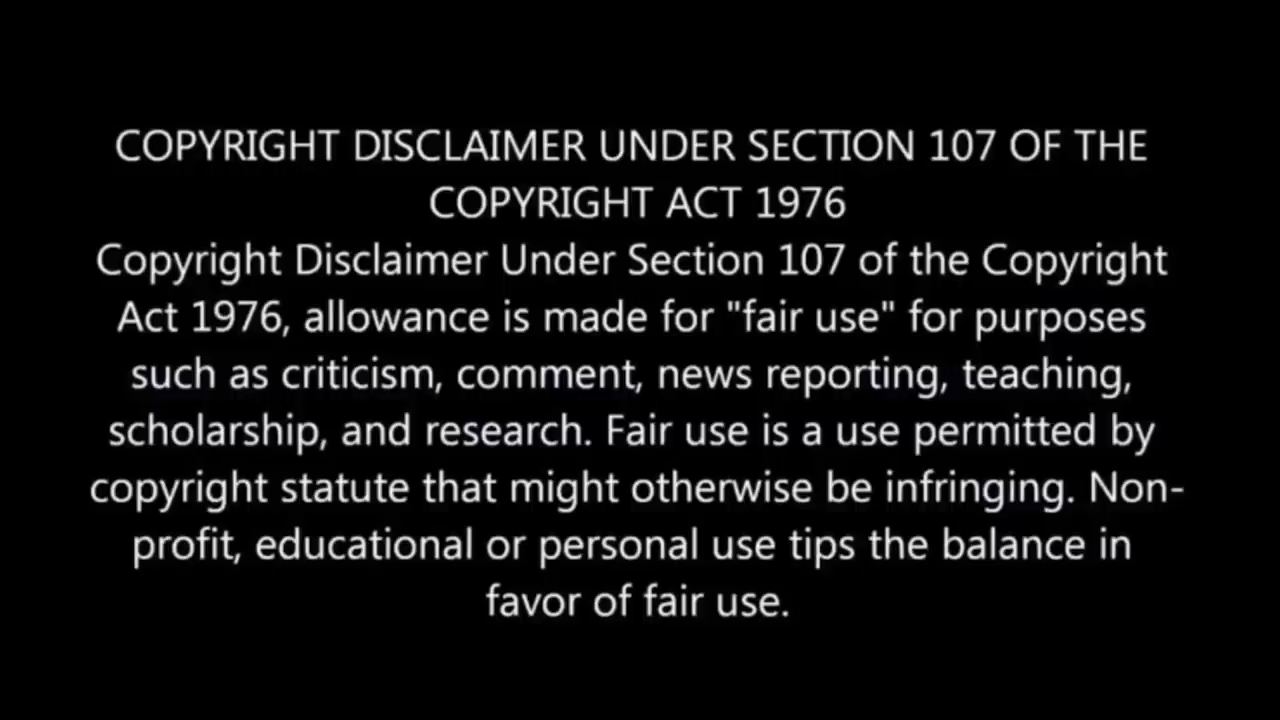 COPYRIGHT DISCLAIMER UNDER SECTION 107 OF THE
COPYRIGHT ACT 1976
Copyright Disclaimer Under Section 107 of the Copyright
Act 1976, allowance is made for "fair use" for purposes
such as criticism, comment, news reporting, teaching,
scholarship, and research. Fair use is a use permitted by
copyright statute that might otherwise be infringing. Non-
profit, educational or personal use tips the balance in
favor of fair use.